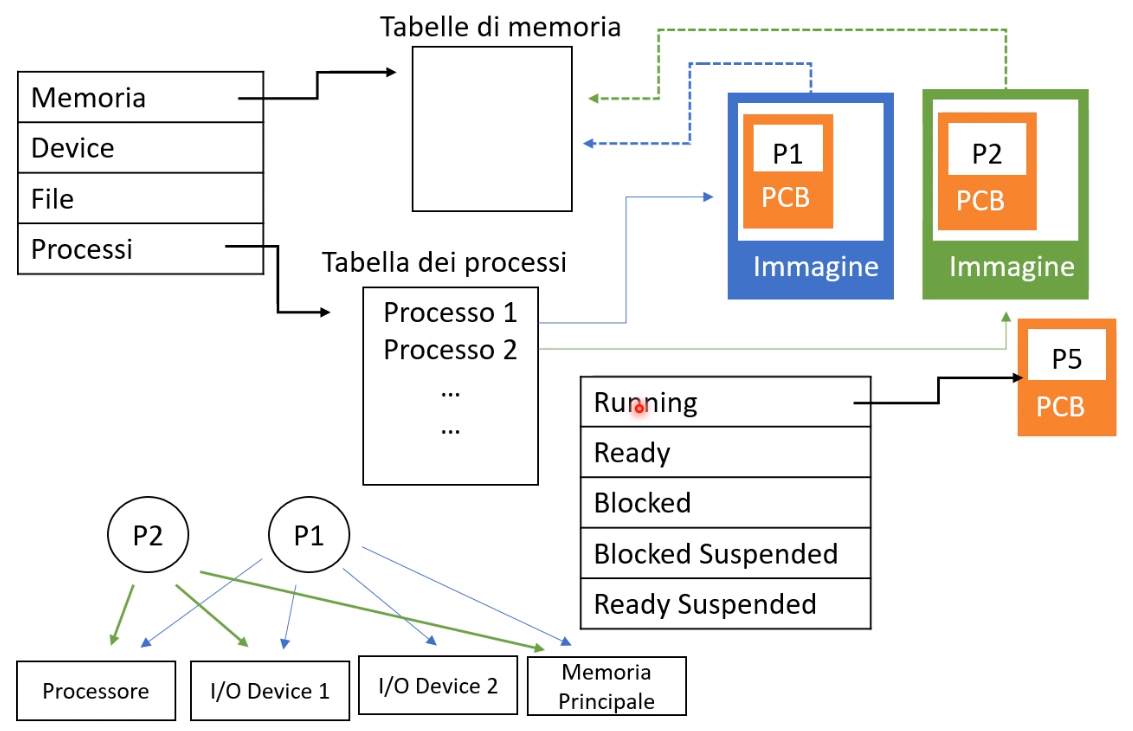 Tabelle di memoria
Memoria
Device
File
Processi
P1
PCB
Immagine
P2
PCB
Immagine
Tabella dei processi
Processo 1
Processo 2
...
...
Running
Ready
Blocked
Blocked Suspended
Ready Suspended
P5
PCB
P2
P1
Processore
I/O Device 1
I/O Device 2
Memoria
Principale